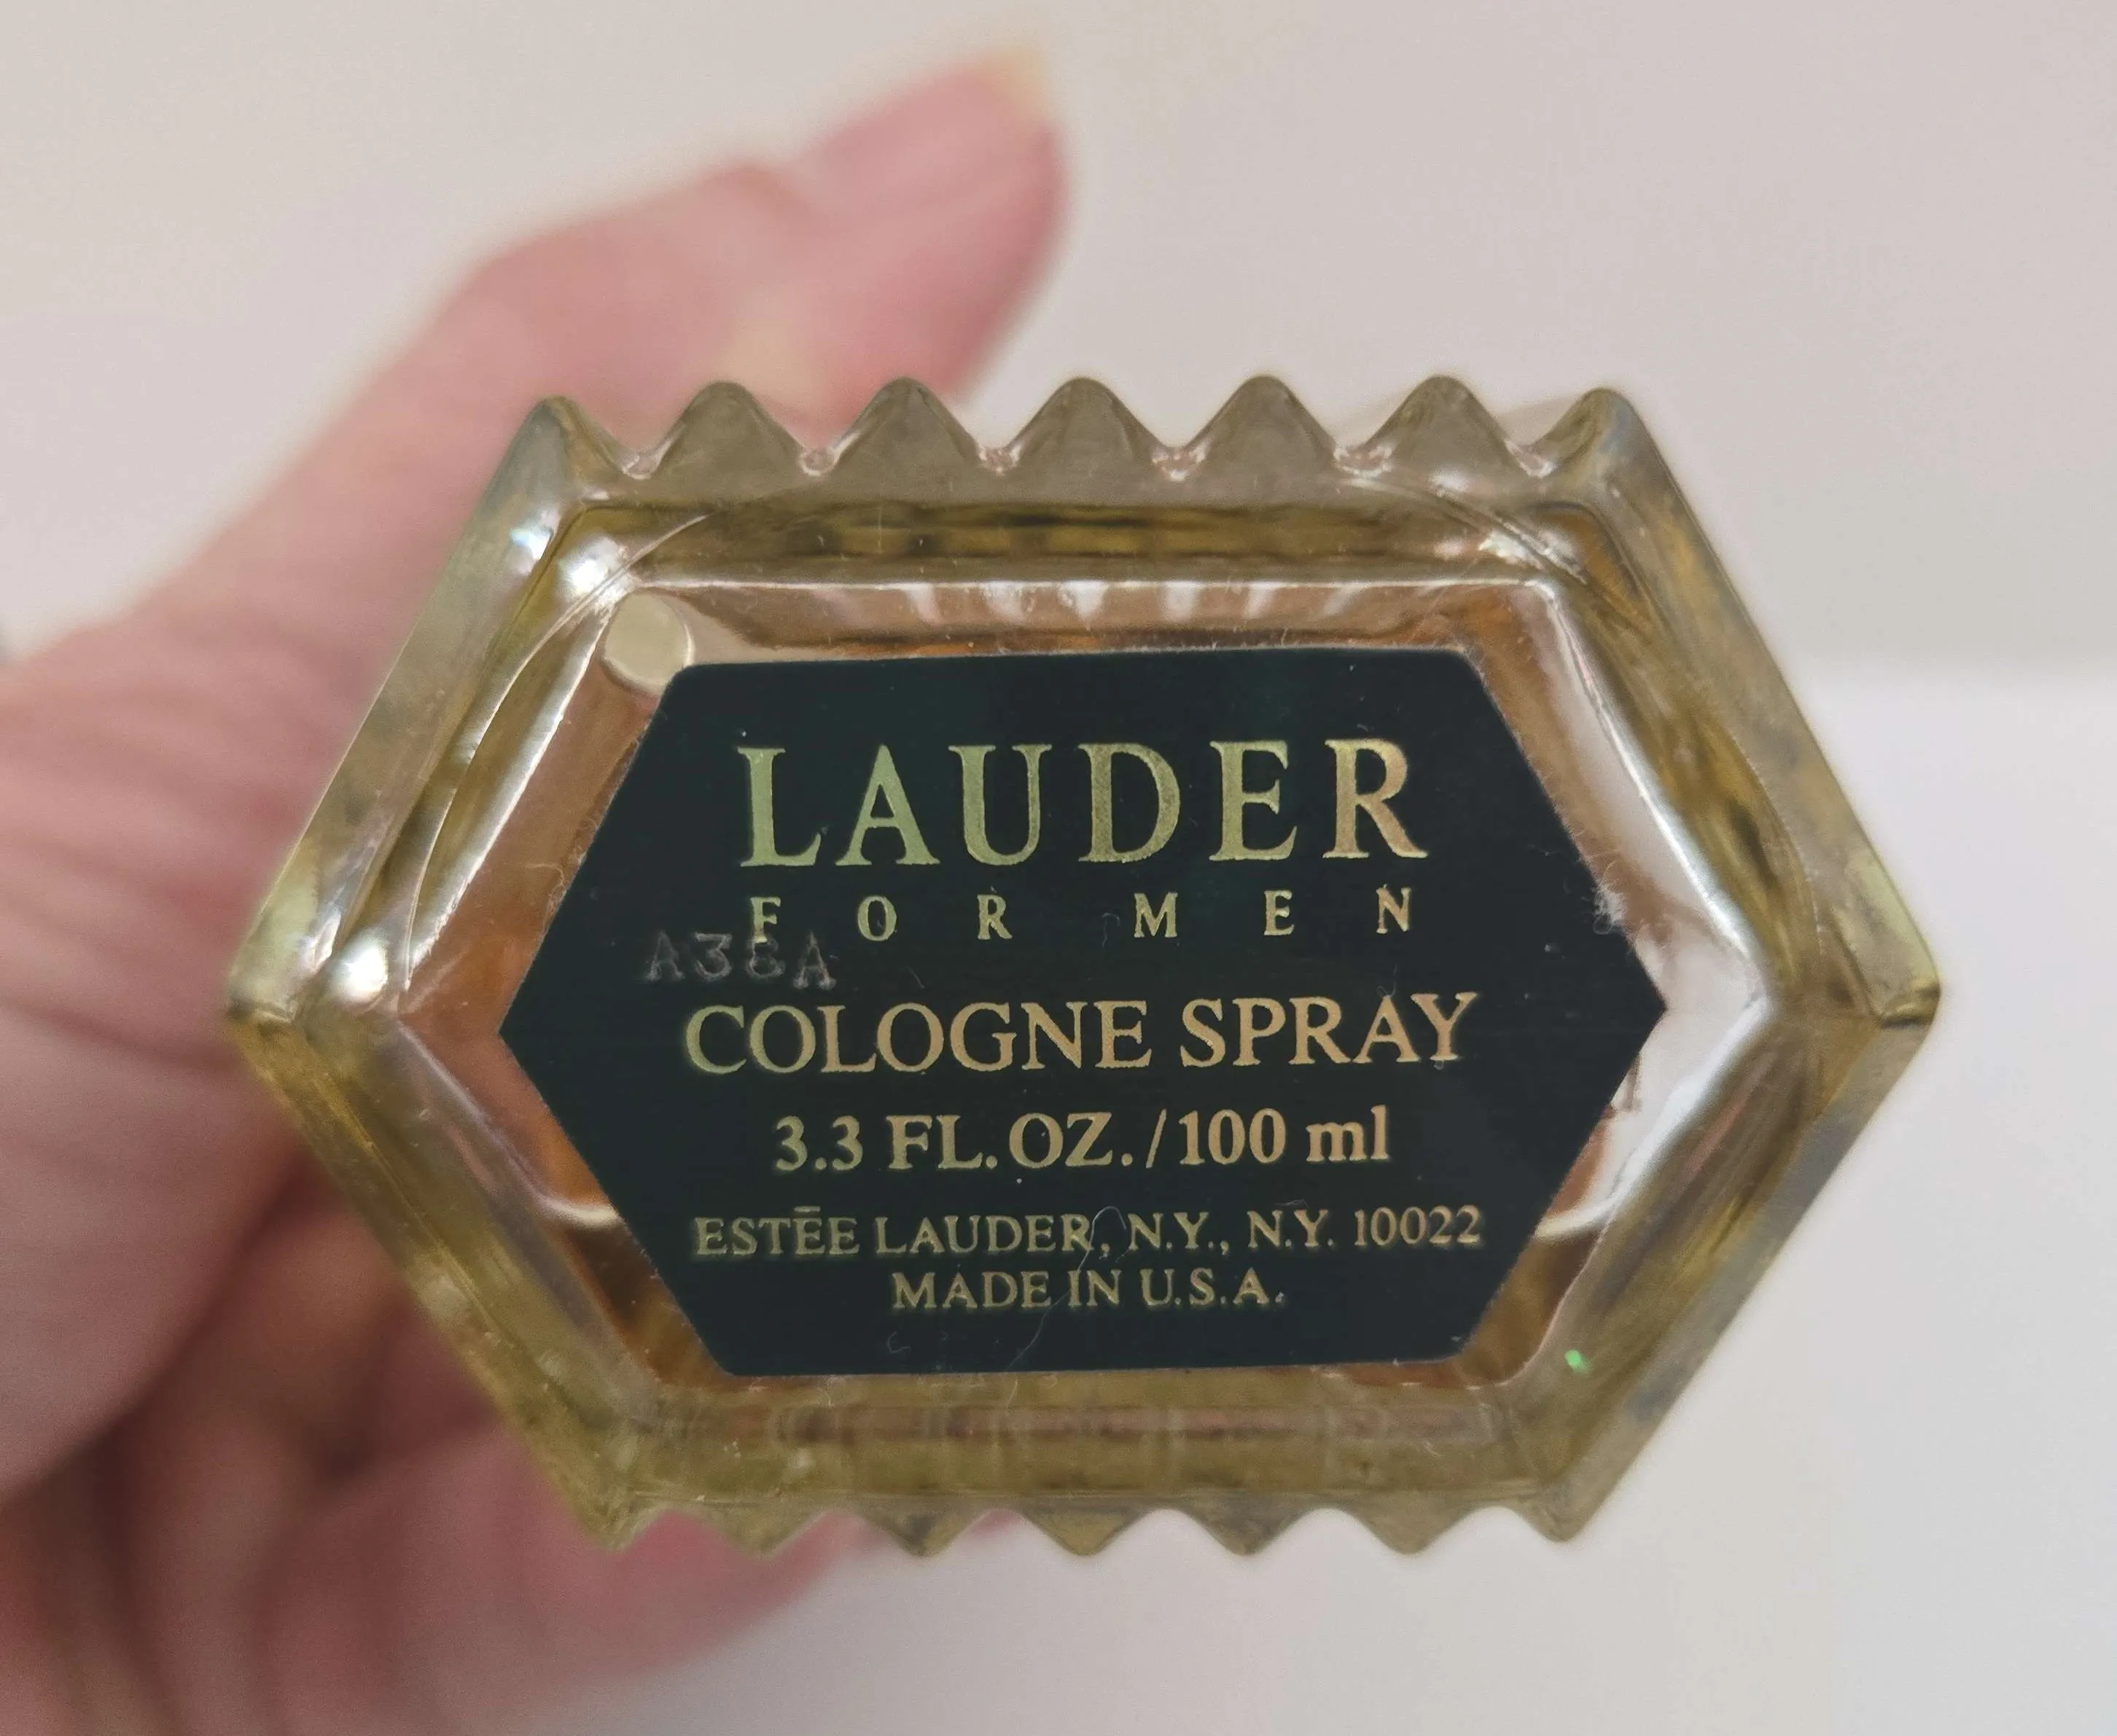 LAUDER
FOR MEN
A38A
COLOGNE SPRAY
3.3 FL. OZ./100 ml
ESTĒE LAUDER, N.Y., N.Y. 10022
MADE IN U.S.A.